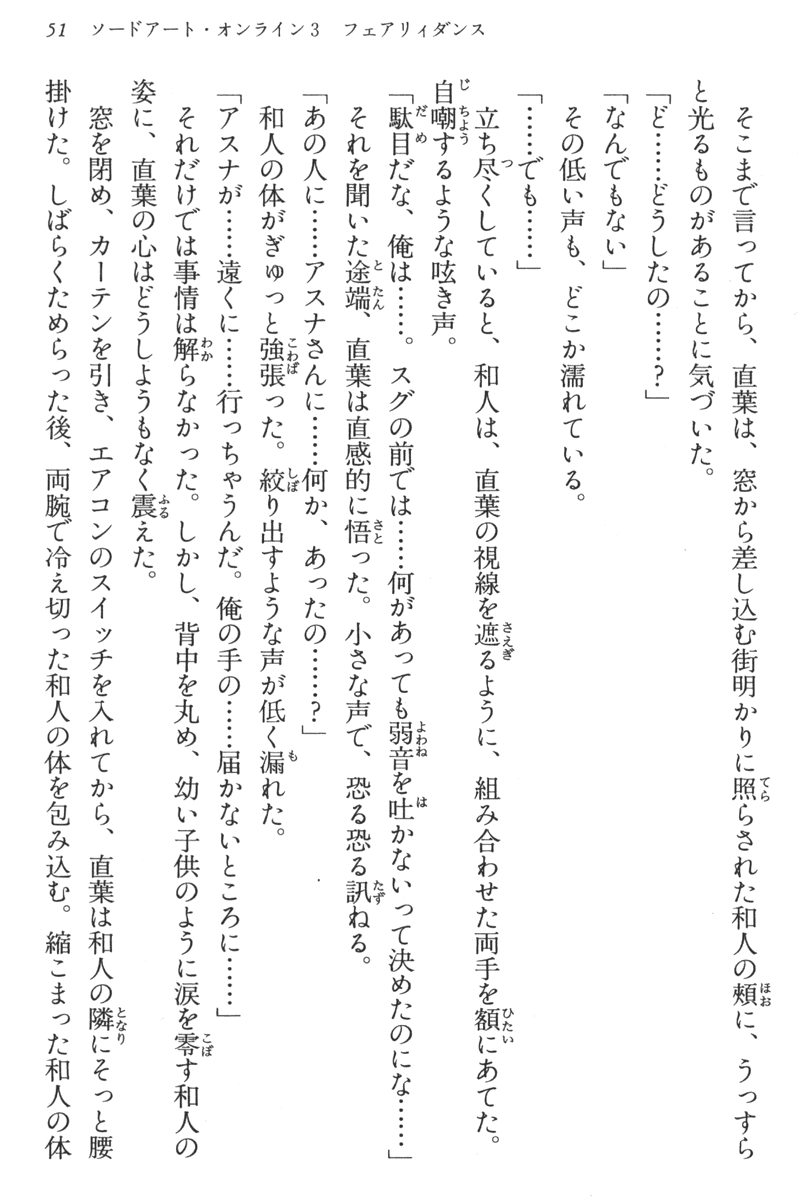 51 ソードアート・オンライン3 フェアリィダンス
　そこまで言ってから、直葉は、窓から差し込む街明かりに照らされた和人の頰に、うっすら
と光るものがあることに気づいた。
「ど……どうしたの……?」
「なんでもない」
　その低い声も、どこか濡れている。
「……でも……」
　立ち尽くしていると、和人は、直葉の視線を遮るように、組み合わせた両手を額にあてた。
自嘲するような呟き声。
「駄目だな、俺は……。スグの前では……何があっても弱音を吐かないって決めたのにな……」
　それを聞いた途端、直葉は直感的に悟った。小さな声で、恐る恐る訊ねる。
「あの人に……アスナさんに……何か、あったの……?」
　和人の体がぎゅっと強張った。絞り出すような声が低く漏れた。
「アスナが……遠くに……行っちゃうんだ。俺の手の……届かないところに……」
　それだけでは事情は解らなかった。しかし、背中を丸め、幼い子供のように涙を零す和人の
姿に、直葉の心はどうしようもなく震えた。
　窓を閉め、カーテンを引き、エアコンのスイッチを入れてから、直葉は和人の隣にそっと腰
掛けた。しばらくためらった後、両腕で冷え切った和人の体を包み込む。縮こまった和人の体